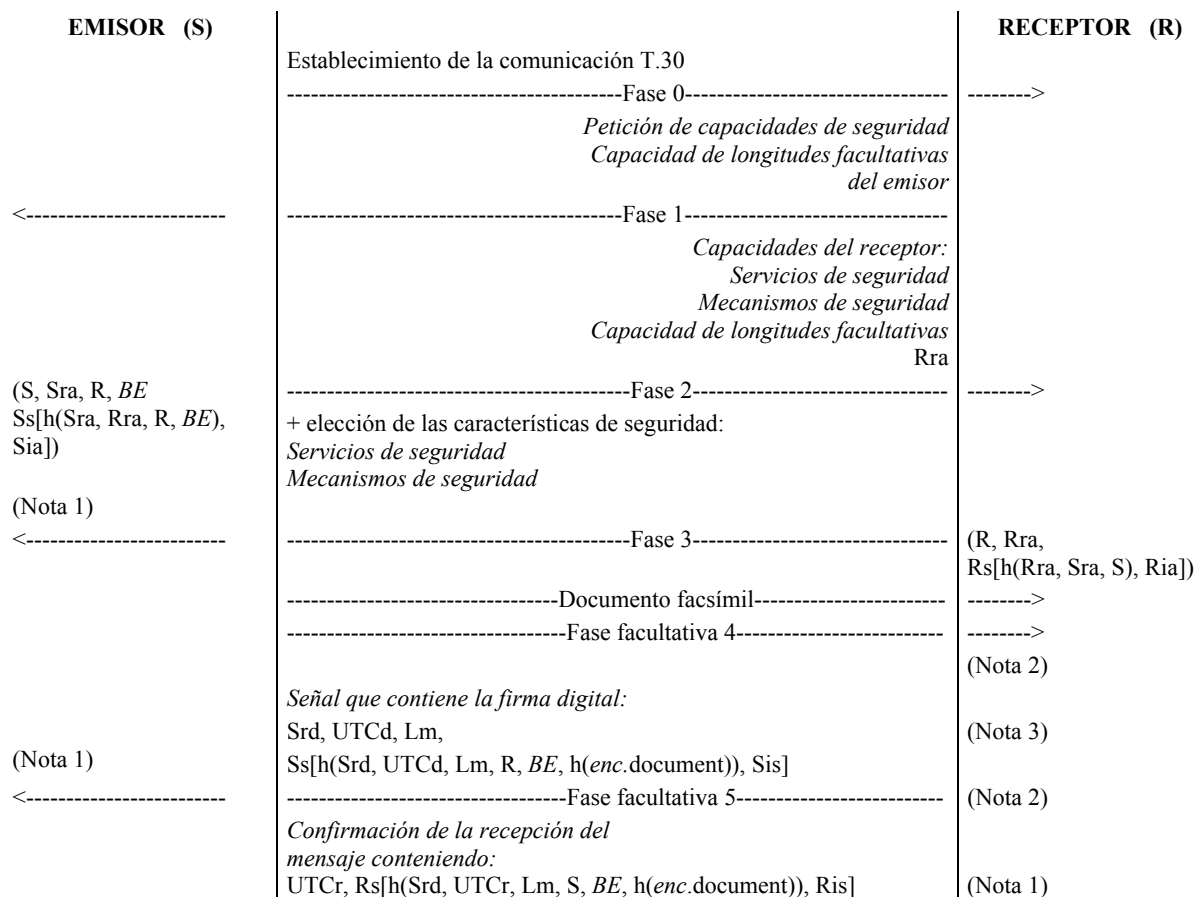 EMISOR (S) RECEPTOR (R)
Establecimiento de la comunicación T.30
------------------------------------------Fase 0--------------------------------- -------->
Petición de capacidades de seguridad
Capacidad de longitudes facultativas
del emisor
<------------------------- ------------------------------------------Fase 1---------------------------------
Capacidades del receptor:
Servicios de seguridad
Mecanismos de seguridad
Capacidad de longitudes facultativas
Rra
(S, Sra, R, BE -------------------------------------------Fase 2-------------------------------- -------->
Ss[h(Sra, Rra, R, BE), + elección de las características de seguridad:
Sia]) Servicios de seguridad
Mecanismos de seguridad
(Nota 1)
<------------------------- -------------------------------------------Fase 3-------------------------------- (R, Rra,
Rs[h(Rra, Sra, S), Ria])
----------------------------------Documento facsímil------------------------ -------->
-----------------------------------Fase facultativa 4-------------------------- -------->
(Nota 2)
Señal que contiene la firma digital:
Srd, UTCd, Lm, (Nota 3)
(Nota 1) Ss[h(Srd, UTCd, Lm, R, BE, h(enc.document)), Sis]
<------------------------- -----------------------------------Fase facultativa 5-------------------------- (Nota 2)
Confirmación de la recepción del
mensaje conteniendo:
UTCr, Rs[h(Srd, UTCr, Lm, S, BE, h(enc.document)), Ris] (Nota 1)